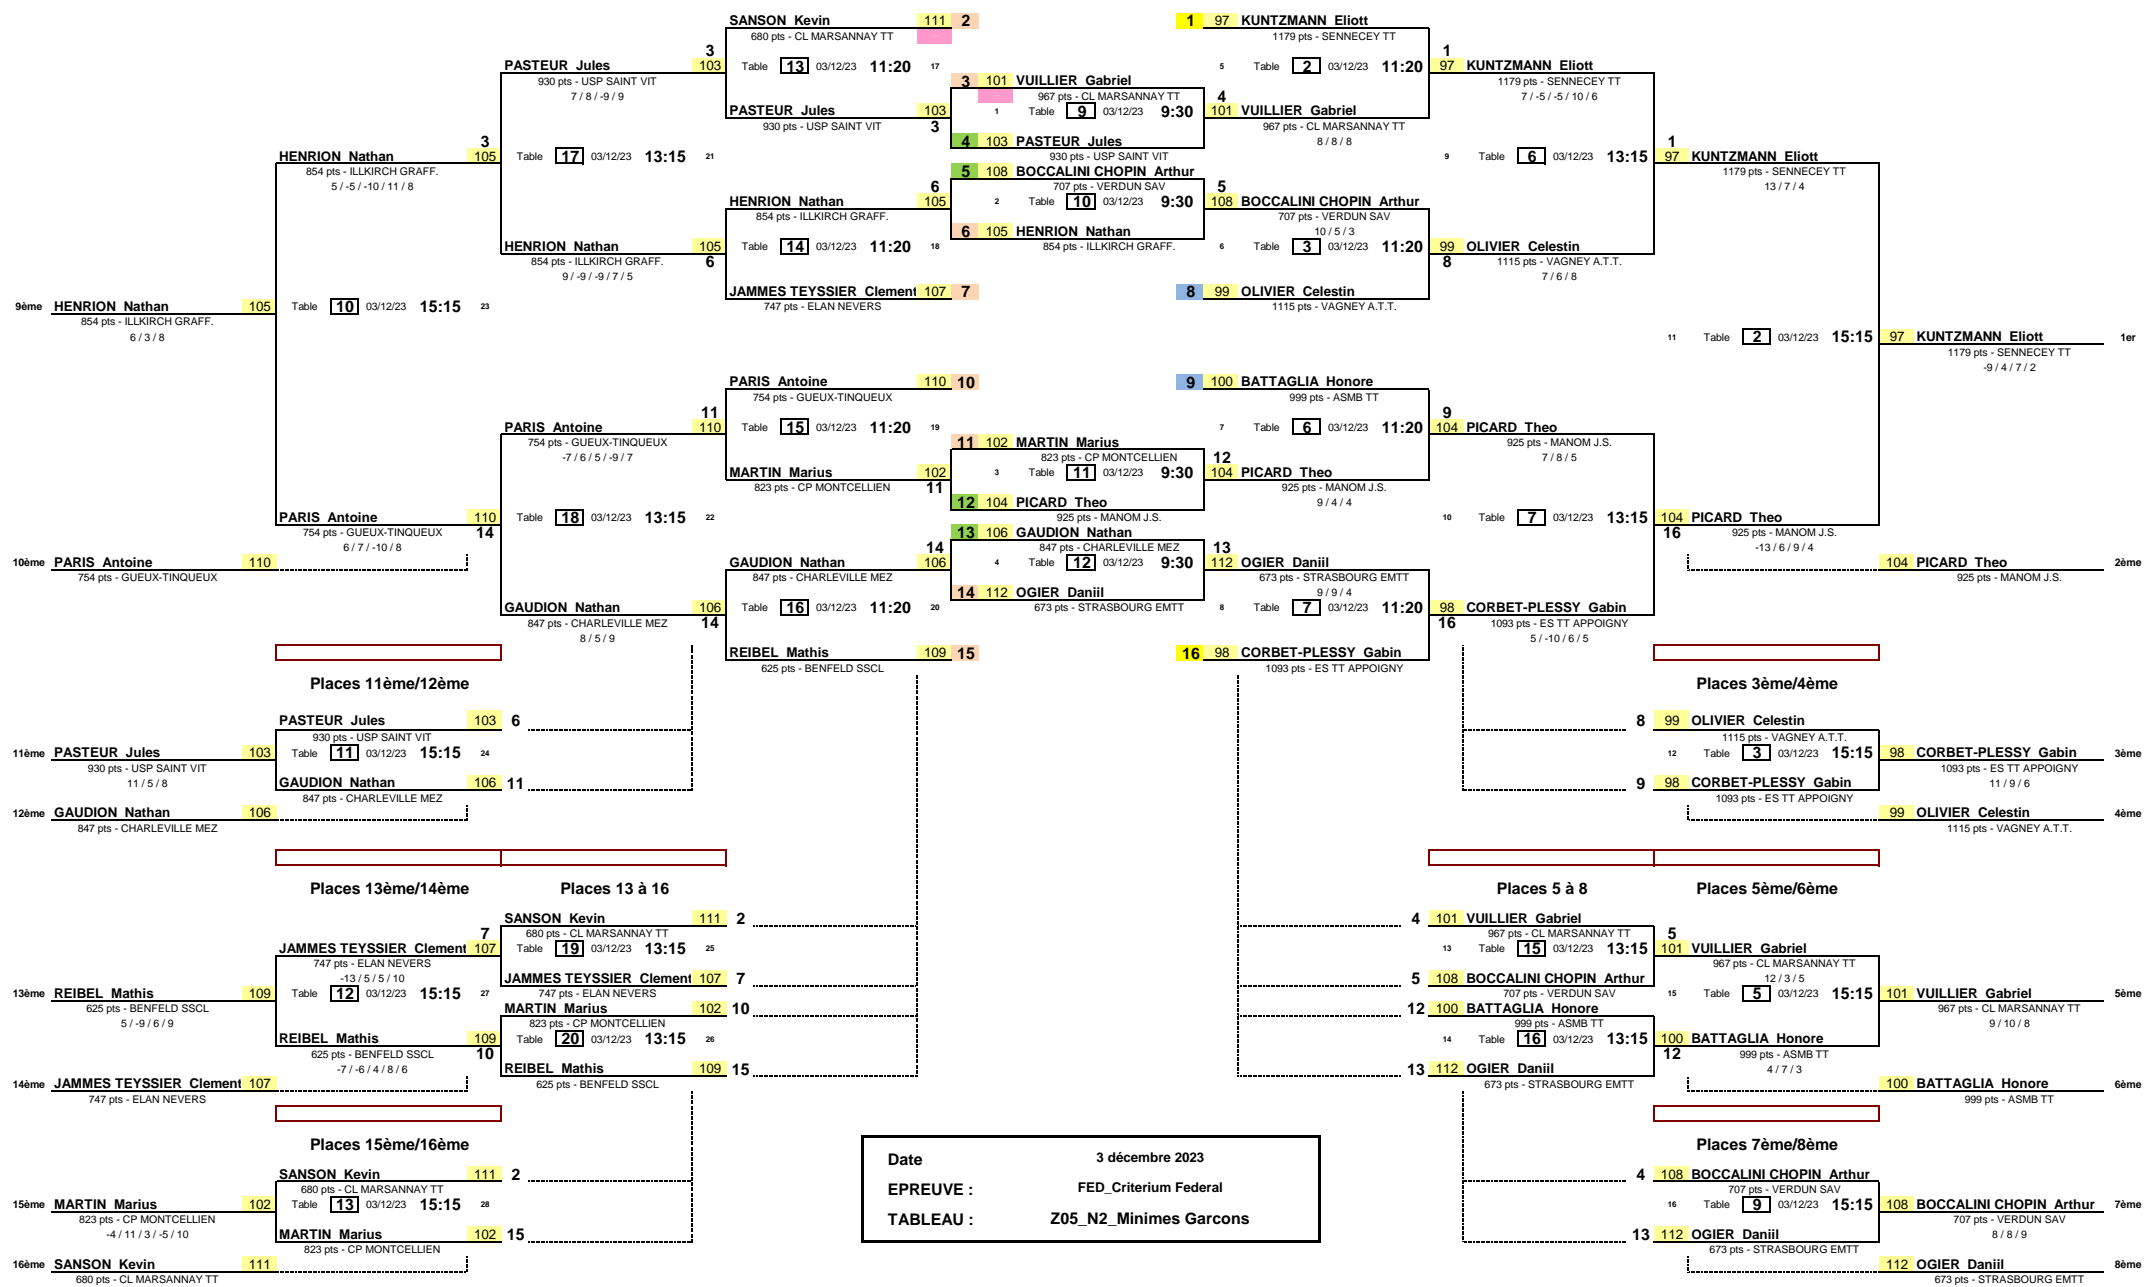 SANSON Kevin 111 2
680 pts - CL MARSANNAY TT
3
PASTEUR Jules 103
930 pts - USP SAINT VIT
7 / 8 / -9 / 9
Table 13 03/12/23 11:20 17
PASTEUR Jules 103
930 pts - USP SAINT VIT 3
3
HENRION Nathan 105
854 pts - ILLKIRCH GRAFF.
5 / -5 / -10 / 11 / 8
Table 17 03/12/23 13:15 21
6
HENRION Nathan 105
854 pts - ILLKIRCH GRAFF.
HENRION Nathan 105
854 pts - ILLKIRCH GRAFF. 6
9 / -9 / -9 / 7 / 5
Table 14 03/12/23 11:20 18
JAMMES TEYSSIER Clement 107 7
747 pts - ELAN NEVERS
9ème HENRION Nathan 105
854 pts - ILLKIRCH GRAFF.
6 / 3 / 8
Table 10 03/12/23 15:15 23
PARIS Antoine 110 10
754 pts - GUEUX-TINQUEUX
11
PARIS Antoine 110
754 pts - GUEUX-TINQUEUX
-7 / 6 / 5 / -9 / 7
Table 15 03/12/23 11:20 19
MARTIN Marius 102
823 pts - CP MONTCELLIEN 11
PARIS Antoine 110
754 pts - GUEUX-TINQUEUX 14
6 / 7 / -10 / 8
Table 18 03/12/23 13:15 22
10ème PARIS Antoine 110
754 pts - GUEUX-TINQUEUX
14
GAUDION Nathan 106
847 pts - CHARLEVILLE MEZ
GAUDION Nathan 106
847 pts - CHARLEVILLE MEZ 14
8 / 5 / 9
Table 16 03/12/23 11:20 20
REIBEL Mathis 109 15
625 pts - BENFELD SSCL
3 101 VUILLIER Gabriel
967 pts - CL MARSANNAY TT
1 Table 9 03/12/23 9:30
4 103 PASTEUR Jules
930 pts - USP SAINT VIT
5 108 BOCCALINI CHOPIN Arthur
707 pts - VERDUN SAV
2 Table 10 03/12/23 9:30
6 105 HENRION Nathan
854 pts - ILLKIRCH GRAFF.
11 102 MARTIN Marius
823 pts - CP MONTCELLIEN
3 Table 11 03/12/23 9:30
12 104 PICARD Theo
925 pts - MANOM J.S.
13 106 GAUDION Nathan
847 pts - CHARLEVILLE MEZ
4 Table 12 03/12/23 9:30
14 112 OGIER Daniil
673 pts - STRASBOURG EMTT
1 97 KUNTZMANN Eliott
1179 pts - SENNECEY TT
5 Table 2 03/12/23 11:20
4
101 VUILLIER Gabriel
967 pts - CL MARSANNAY TT
8 / 8 / 8
5
108 BOCCALINI CHOPIN Arthur
707 pts - VERDUN SAV
10 / 5 / 3
6 Table 3 03/12/23 11:20
8 99 OLIVIER Celestin
1115 pts - VAGNEY A.T.T.
9 100 BATTAGLIA Honore
999 pts - ASMB TT
7 Table 6 03/12/23 11:20
12
104 PICARD Theo
925 pts - MANOM J.S.
9 / 4 / 4
13
112 OGIER Daniil
673 pts - STRASBOURG EMTT
9 / 9 / 4
8 Table 7 03/12/23 11:20
16 98 CORBET-PLESSY Gabin
1093 pts - ES TT APPOIGNY
1
97 KUNTZMANN Eliott
1179 pts - SENNECEY TT
7 / -5 / -5 / 10 / 6
9 Table 6 03/12/23 13:15
99 OLIVIER Celestin
8 1115 pts - VAGNEY A.T.T.
7 / 6 / 8
9
104 PICARD Theo
925 pts - MANOM J.S.
7 / 8 / 5
10 Table 7 03/12/23 13:15
98 CORBET-PLESSY Gabin
16 1093 pts - ES TT APPOIGNY
5 / -10 / 6 / 5
1
97 KUNTZMANN Eliott
1179 pts - SENNECEY TT
13 / 7 / 4
11 Table 2 03/12/23 15:15
97 KUNTZMANN Eliott 1er
1179 pts - SENNECEY TT
-9 / 4 / 7 / 2
104 PICARD Theo
16 925 pts - MANOM J.S.
-13 / 6 / 9 / 4
104 PICARD Theo 2ème
925 pts - MANOM J.S.
Places 11ème/12ème
PASTEUR Jules 103 6
930 pts - USP SAINT VIT
11ème PASTEUR Jules 103
930 pts - USP SAINT VIT
11 / 5 / 8
Table 11 03/12/23 15:15 24
GAUDION Nathan 106 11
847 pts - CHARLEVILLE MEZ
12ème GAUDION Nathan 106
847 pts - CHARLEVILLE MEZ
Places 3ème/4ème
8 99 OLIVIER Celestin
1115 pts - VAGNEY A.T.T.
12 Table 3 03/12/23 15:15
98 CORBET-PLESSY Gabin 3ème
1093 pts - ES TT APPOIGNY
11 / 9 / 6
9 98 CORBET-PLESSY Gabin
1093 pts - ES TT APPOIGNY
99 OLIVIER Celestin 4ème
1115 pts - VAGNEY A.T.T.
Places 13ème/14ème
Places 13 à 16
SANSON Kevin 111 2
680 pts - CL MARSANNAY TT
7
JAMMES TEYSSIER Clement 107
747 pts - ELAN NEVERS
-13 / 5 / 5 / 10
Table 19 03/12/23 13:15 25
JAMMES TEYSSIER Clement 107 7
747 pts - ELAN NEVERS
13ème REIBEL Mathis 109
625 pts - BENFELD SSCL
5 / -9 / 6 / 9
Table 12 03/12/23 15:15 27
MARTIN Marius 102 10
823 pts - CP MONTCELLIEN
REIBEL Mathis 109
625 pts - BENFELD SSCL 10
-7 / -6 / 4 / 8 / 6
Table 20 03/12/23 13:15 26
REIBEL Mathis 109 15
625 pts - BENFELD SSCL
14ème JAMMES TEYSSIER Clement 107
747 pts - ELAN NEVERS
Places 5 à 8
Places 5ème/6ème
4 101 VUILLIER Gabriel
967 pts - CL MARSANNAY TT
13 Table 15 03/12/23 13:15
5
101 VUILLIER Gabriel
967 pts - CL MARSANNAY TT
12 / 3 / 5
5 108 BOCCALINI CHOPIN Arthur
707 pts - VERDUN SAV
15 Table 5 03/12/23 15:15
101 VUILLIER Gabriel 5ème
967 pts - CL MARSANNAY TT
9 / 10 / 8
12 100 BATTAGLIA Honore
999 pts - ASMB TT
14 Table 16 03/12/23 13:15
100 BATTAGLIA Honore
12 999 pts - ASMB TT
4 / 7 / 3
13 112 OGIER Daniil
673 pts - STRASBOURG EMTT
100 BATTAGLIA Honore 6ème
999 pts - ASMB TT
Places 15ème/16ème
SANSON Kevin 111 2
680 pts - CL MARSANNAY TT
15ème MARTIN Marius 102
823 pts - CP MONTCELLIEN
-4 / 11 / 3 / -5 / 10
Table 13 03/12/23 15:15 28
MARTIN Marius 102 15
823 pts - CP MONTCELLIEN
16ème SANSON Kevin 111
680 pts - CL MARSANNAY TT
Date 3 décembre 2023
EPREUVE : FED_Criterium Federal
TABLEAU : Z05_N2_Minimes Garcons
Places 7ème/8ème
4 108 BOCCALINI CHOPIN Arthur
707 pts - VERDUN SAV
16 Table 9 03/12/23 15:15
108 BOCCALINI CHOPIN Arthur 7ème
707 pts - VERDUN SAV
8 / 8 / 9
13 112 OGIER Daniil
673 pts - STRASBOURG EMTT
112 OGIER Daniil 8ème
673 pts - STRASBOURG EMTT